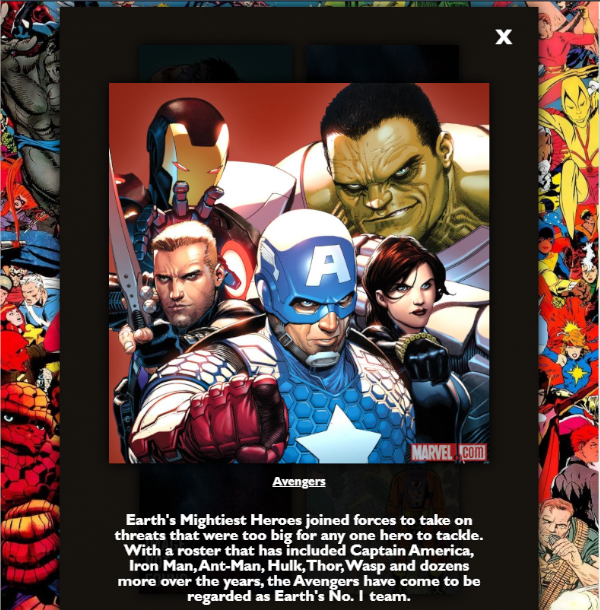 X
A
MARVEL.com
Avengers
Earth's Mightiest Heroes joined forces to take on
threats that were too big for any one hero to tackle.
With a roster that has included Captain America,
Iron Man, Ant-Man, Hulk, Thor, Wasp and dozens
more over the years, the Avengers have come to be
regarded as Earth's No. 1 team.